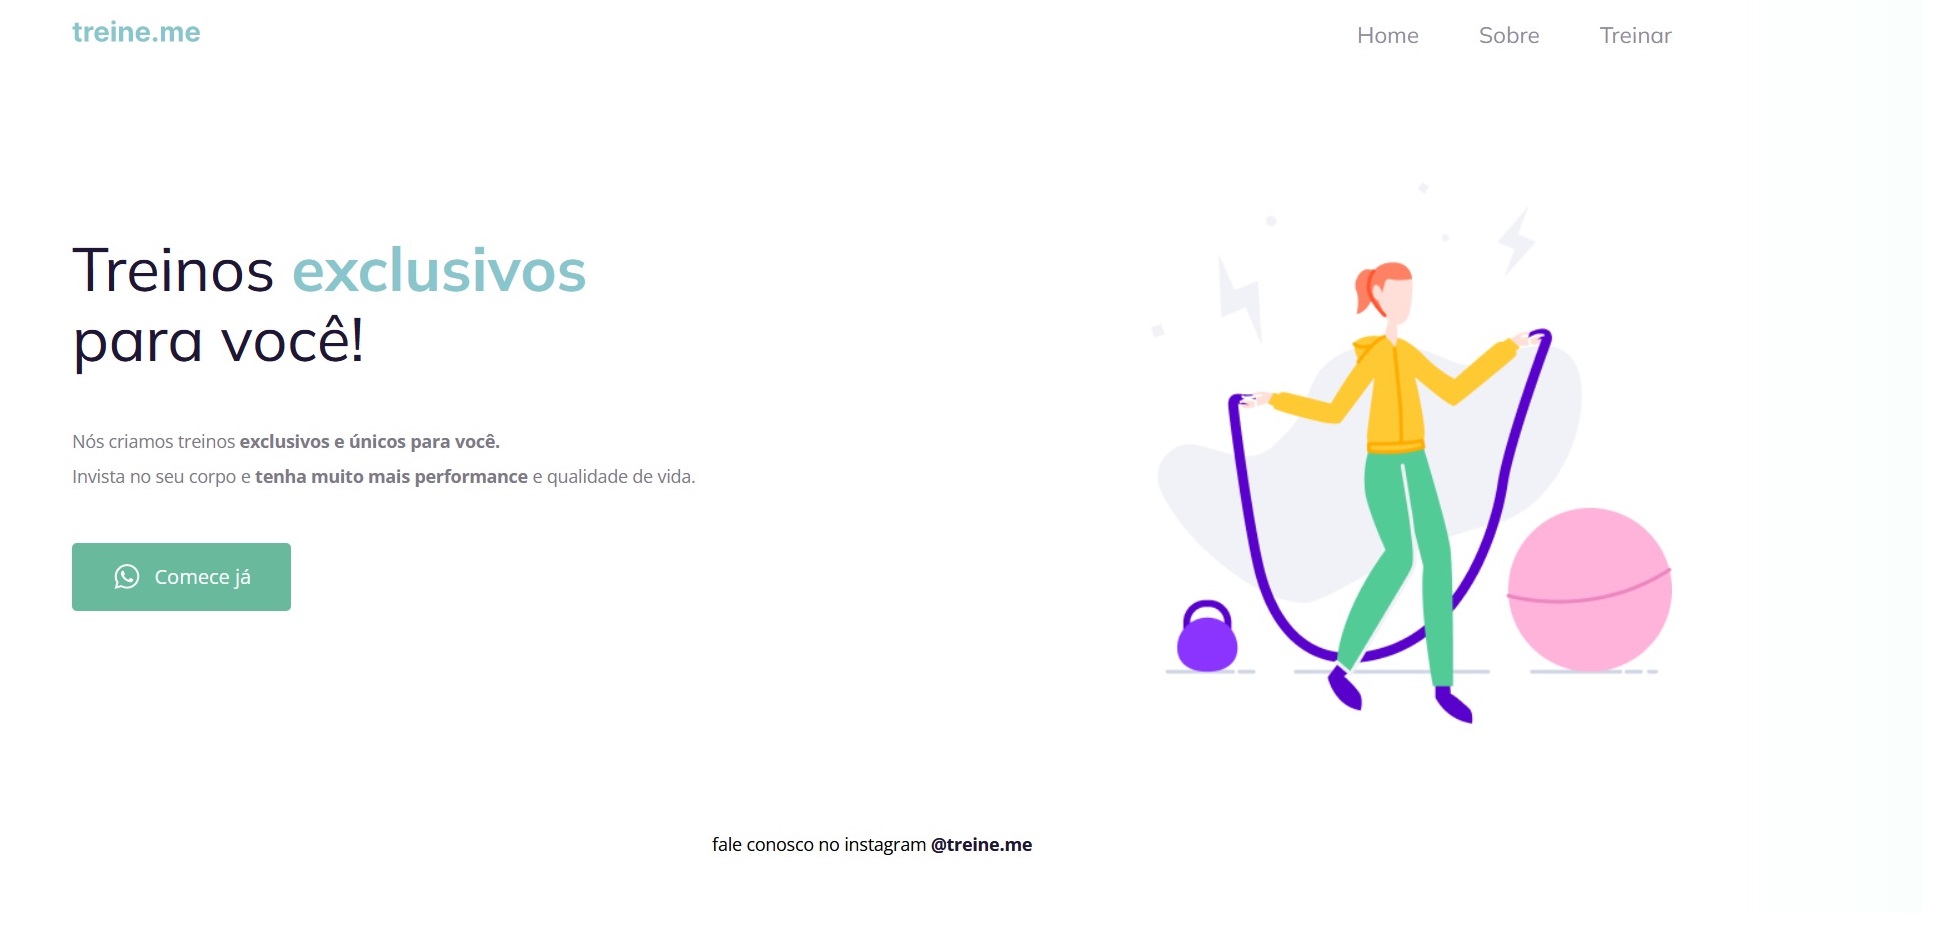 treine.me
Home
Sobre
Treinar
Treinos exclusivos
para você!
Nós criamos treinos exclusivos e únicos para você.
Invista no seu corpo e tenha muito mais performance e qualidade de vida.
Comece já
fale conosco no instagram @treine.me